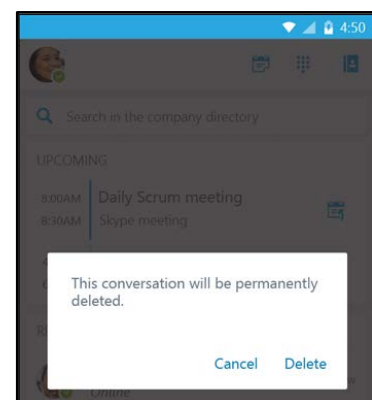 4:50
Search in the company directory
UPCOMING
8:00AM Daily Scrum meeting
8:30AM Skype meeting
This conversation will be permanently
deleted.
Cancel Delete
Online